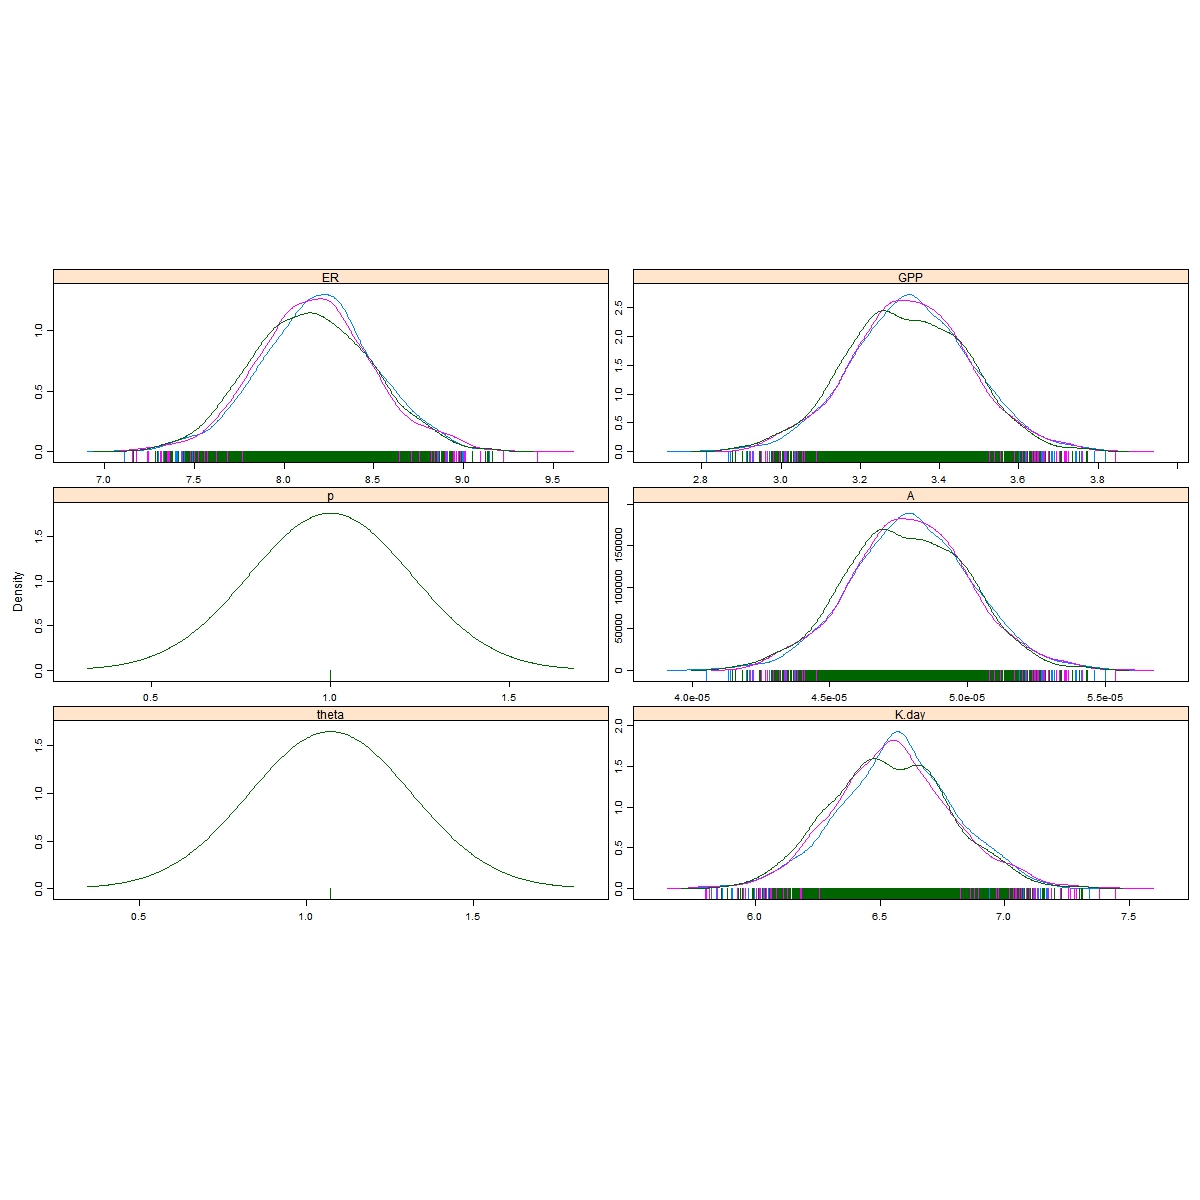 ER
GPP
0.0 0.5 1.0
7.0 7.5 8.0 8.5 9.0 9.5
0.0 0.5 1.0 1.5 2.0 2.5
2.8 3.0 3.2 3.4 3.6 3.8
p
A
Density
0.0 0.5 1.0 1.5
0.5 1.0 1.5
0 50000 100000 150000
4.0e-05 4.5e-05 5.0e-05 5.5e-05
theta
K.day
0.0 0.5 1.0 1.5
0.5 1.0 1.5
0.0 0.5 1.0 1.5 2.0
6.0 6.5 7.0 7.5